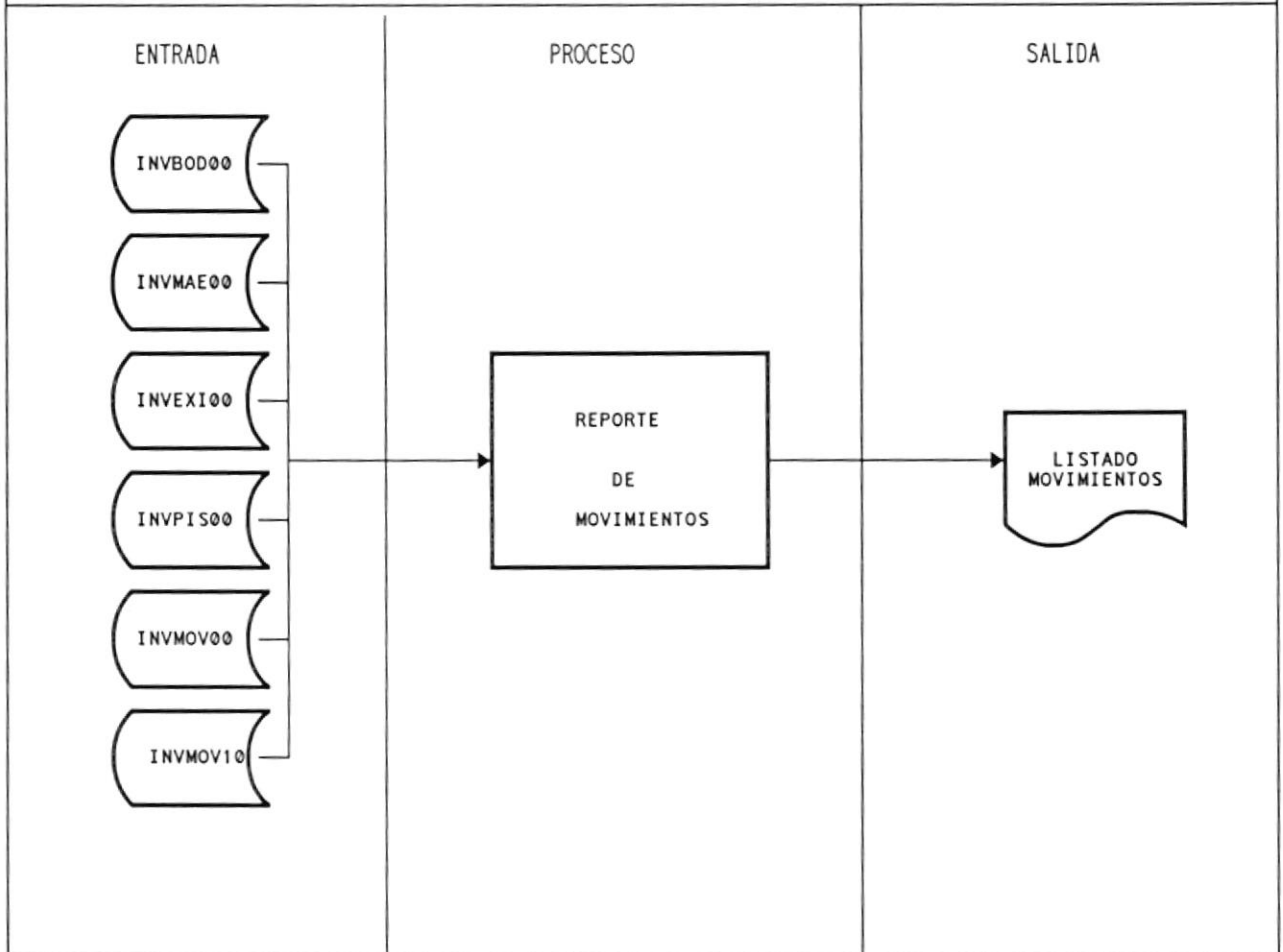 ENTRADA
PROCESO
SALIDA
INVBOD00
INVMAE00
INVEXI00
INVPIS00
INVMOV00
INVMOV10
REPORTE
DE
MOVIMIENTOS
LISTADO
MOVIMIENTOS